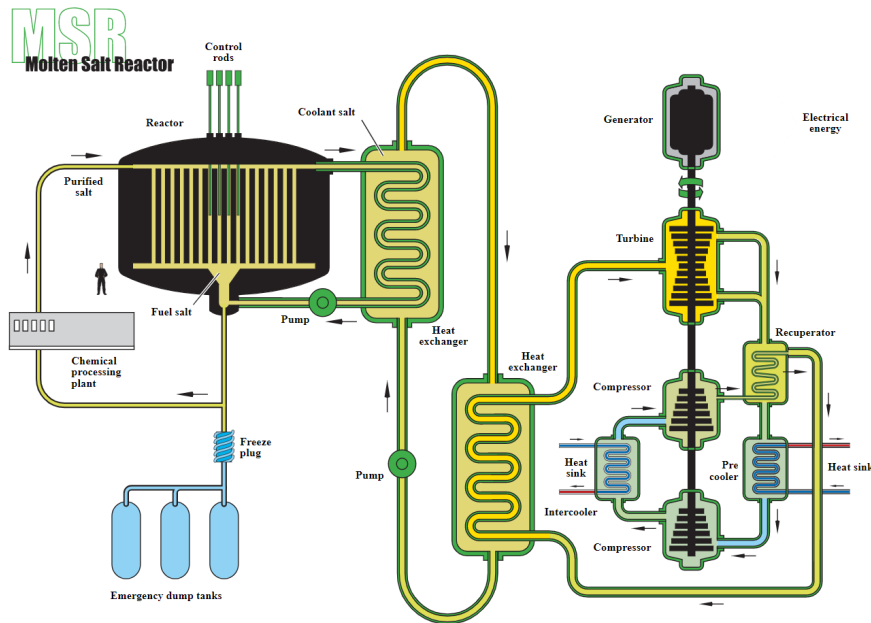 MSR
Molten Salt Reactor
Control
rods
Coolant salt
Reactor
Purified
salt
Fuel salt
Pump
Chemical
processing
plant
Freeze
plug
Emergency dump tanks
Heat
exchanger
Pump
Heat
exchanger
Generator
Electrical
energy
Turbine
Recuperator
Compressor
Heat
sink
Intercooler
Pre
cooler
Heat sink
Compressor